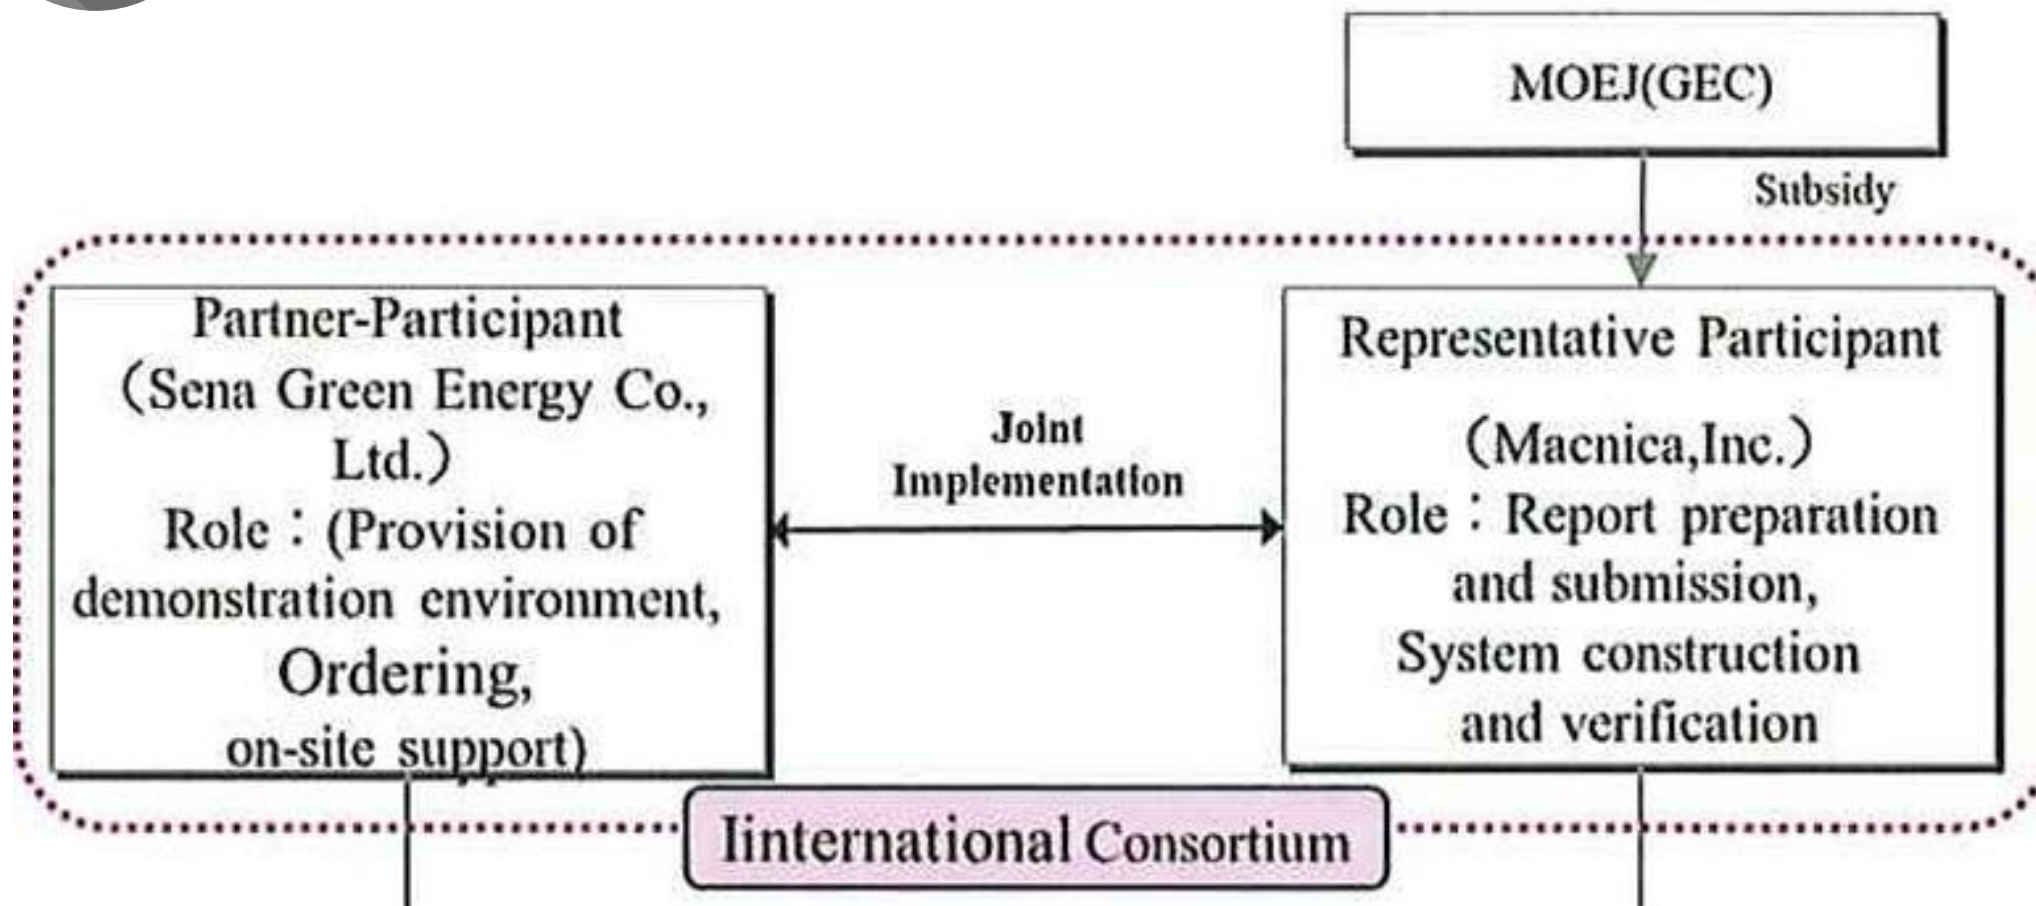 MOEJ(GEC)
Subsidy
Partner-Participant
（Sena Green Energy Co.,
Ltd.）
Role：(Provision of
demonstration environment,
Ordering,
on-site support)
Joint
Implementation
Representative Participant
（Macnica,Inc.）
Role：Report preparation
and submission,
System construction
and verification
Iinternational Consortium